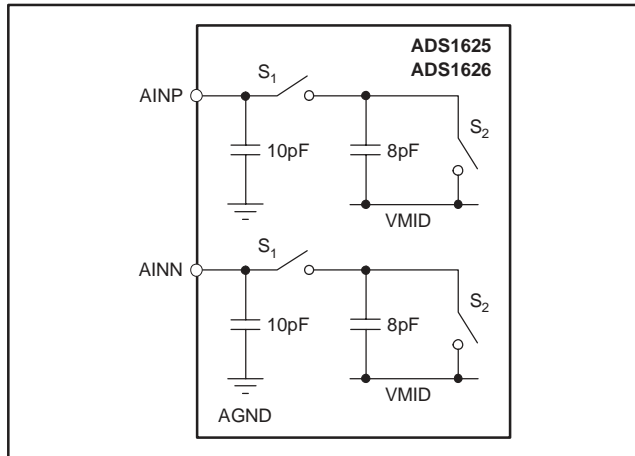 ADS1625
ADS1626
S1
AINP
S2
10pF
8pF
VMID
S1
AINN
S2
10pF
8pF
VMID
AGND